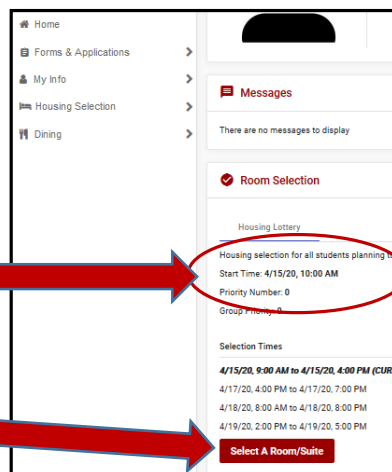 Home
Forms & Applications
My Info
Housing Selection
Dining
Messages
There are no messages to display
Room Selection
Housing Lottery
Housing selection for all students planning to
Start Time: 4/15/20, 10:00 AM
Priority Number: 0
Group Priority: 0
Selection Times
4/15/20, 9:00 AM to 4/15/20, 4:00 PM (CUR
4/17/20, 4:00 PM to 4/17/20, 7:00 PM
4/18/20, 8:00 AM to 4/18/20, 8:00 PM
4/19/20, 2:00 PM to 4/19/20, 5:00 PM
Select A Room/Suite